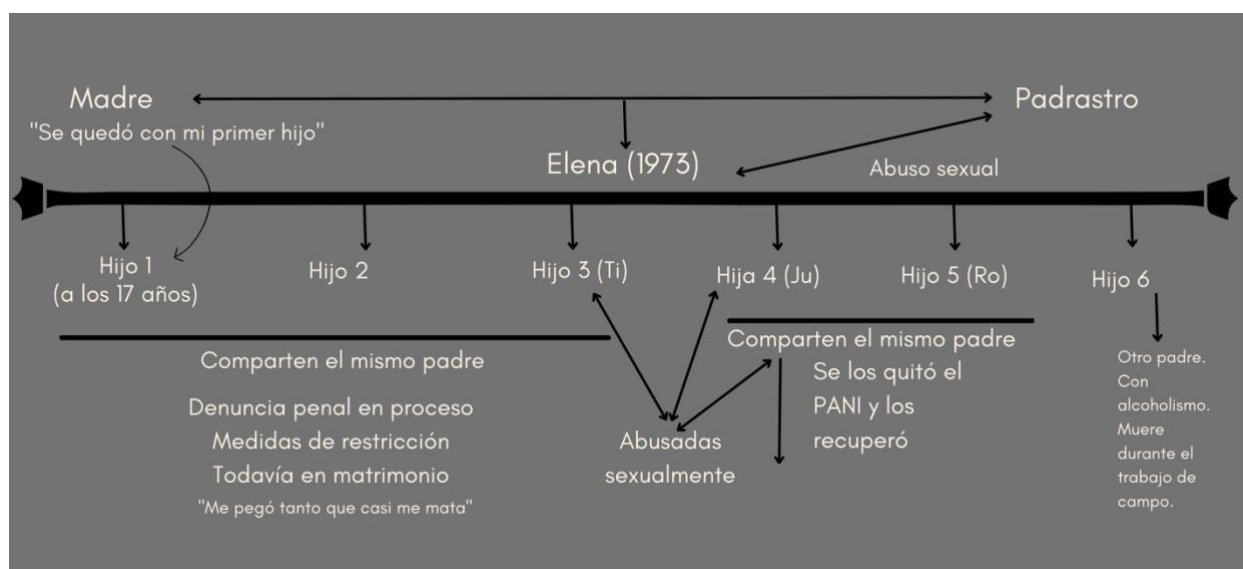 Madre
"Se quedó con mi primer hijo"
Padrastro
Elena (1973)
Abuso sexual
Hijo 1
(a los 17 años)
Hijo 2
Hijo 3 (Ti)
Hija 4 (Ju)
Hijo 5 (Ro)
Hijo 6
Comparten el mismo padre
Denuncia penal en proceso
Medidas de restricción
Todavía en matrimonio
"Me pegó tanto que casi me mata"
Abusadas
sexualmente
Comparten el mismo padre
Se los quitó el
PANI y los
recuperó
Otro padre.
Con
alcoholismo.
Muere
durante el
trabajo de
campo.